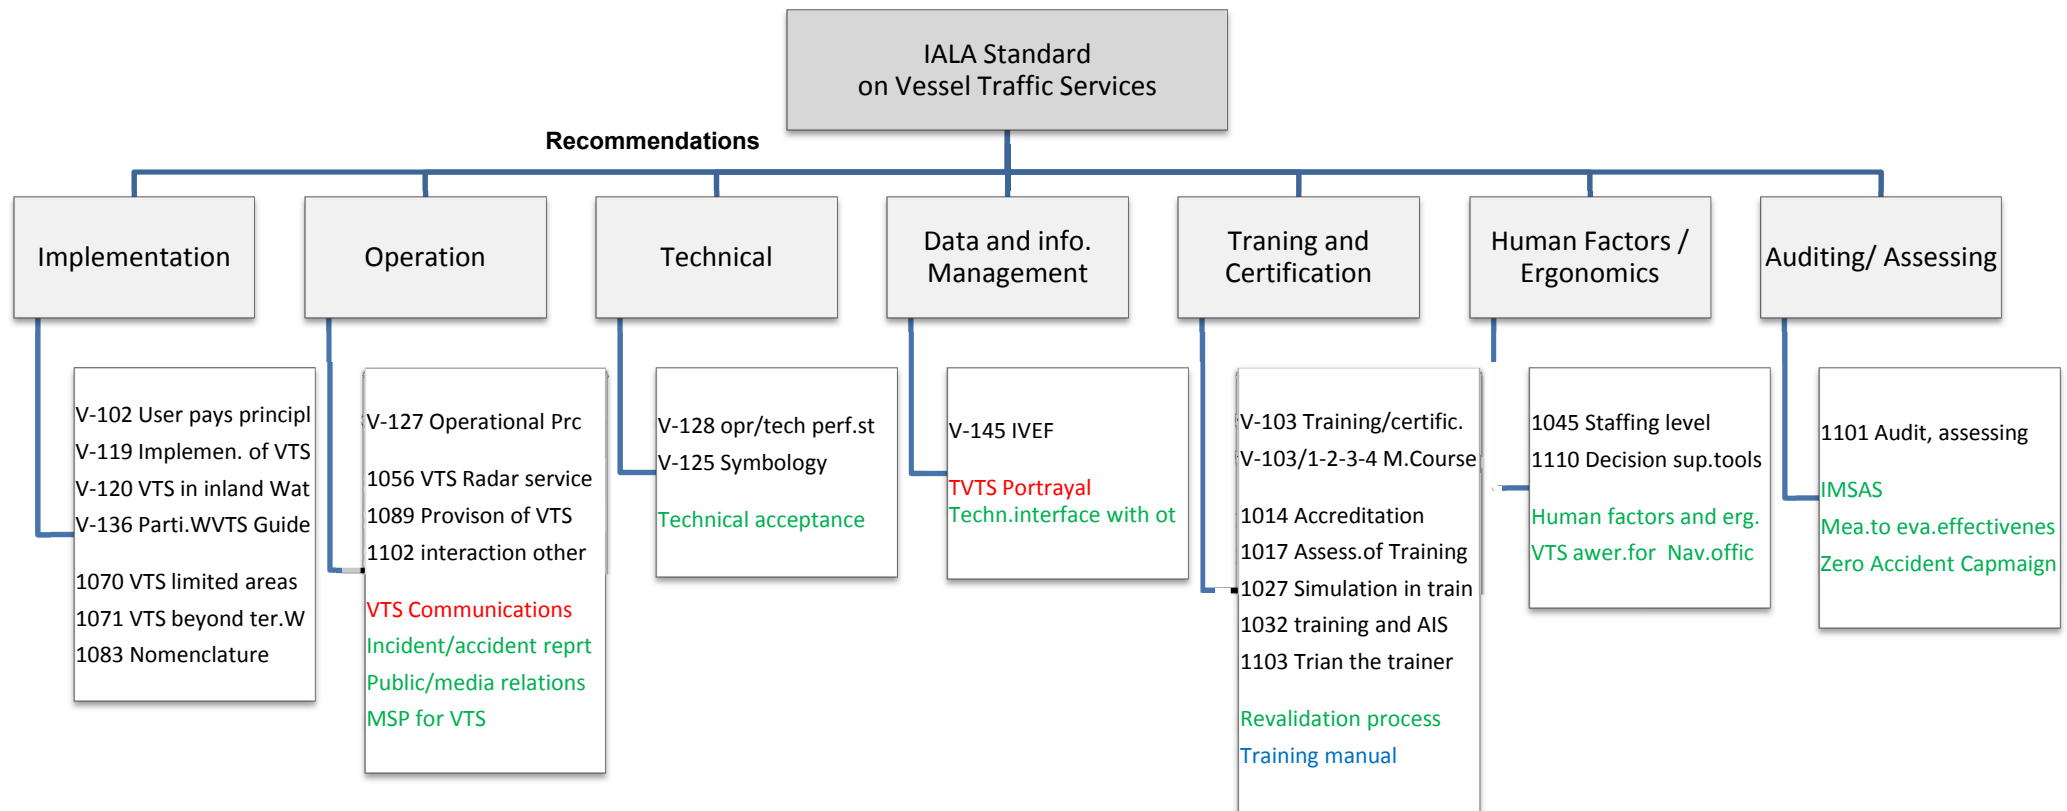 IALA Standard
on Vessel Traffic Services
Recommendations
Implementation
Operation
Technical
Data and info.
Management
Traning and
Certification
Human Factors /
Ergonomics
Auditing/ Assessing
V-102 User pays principl
V-119 Implemen. of VTS
V-120 VTS in inland Wat
V-136 Parti.WVTS Guide
1070 VTS limited areas
1071 VTS beyond ter.W
1083 Nomenclature
V-127 Operational Prc
1056 VTS Radar service
1089 Provison of VTS
1102 interaction other
VTS Communications
Incident/accident reprt
Public/media relations
MSP for VTS
V-128 opr/tech perf.st
V-125 Symbology
Technical acceptance
V-145 IVEF
TVTS Portrayal
Techn.interface with ot
V-103 Training/certific.
V-103/1-2-3-4 M.Course
1014 Accreditation
1017 Assess.of Training
1027 Simulation in train
1032 training and AIS
1103 Trian the trainer
Revalidation process
Training manual
1045 Staffing level
1110 Decision sup.tools
Human factors and erg.
VTS awer.for Nav.offic
1101 Audit, assessing
IMSAS
Mea.to eva.effectivenes
Zero Accident Capmaign